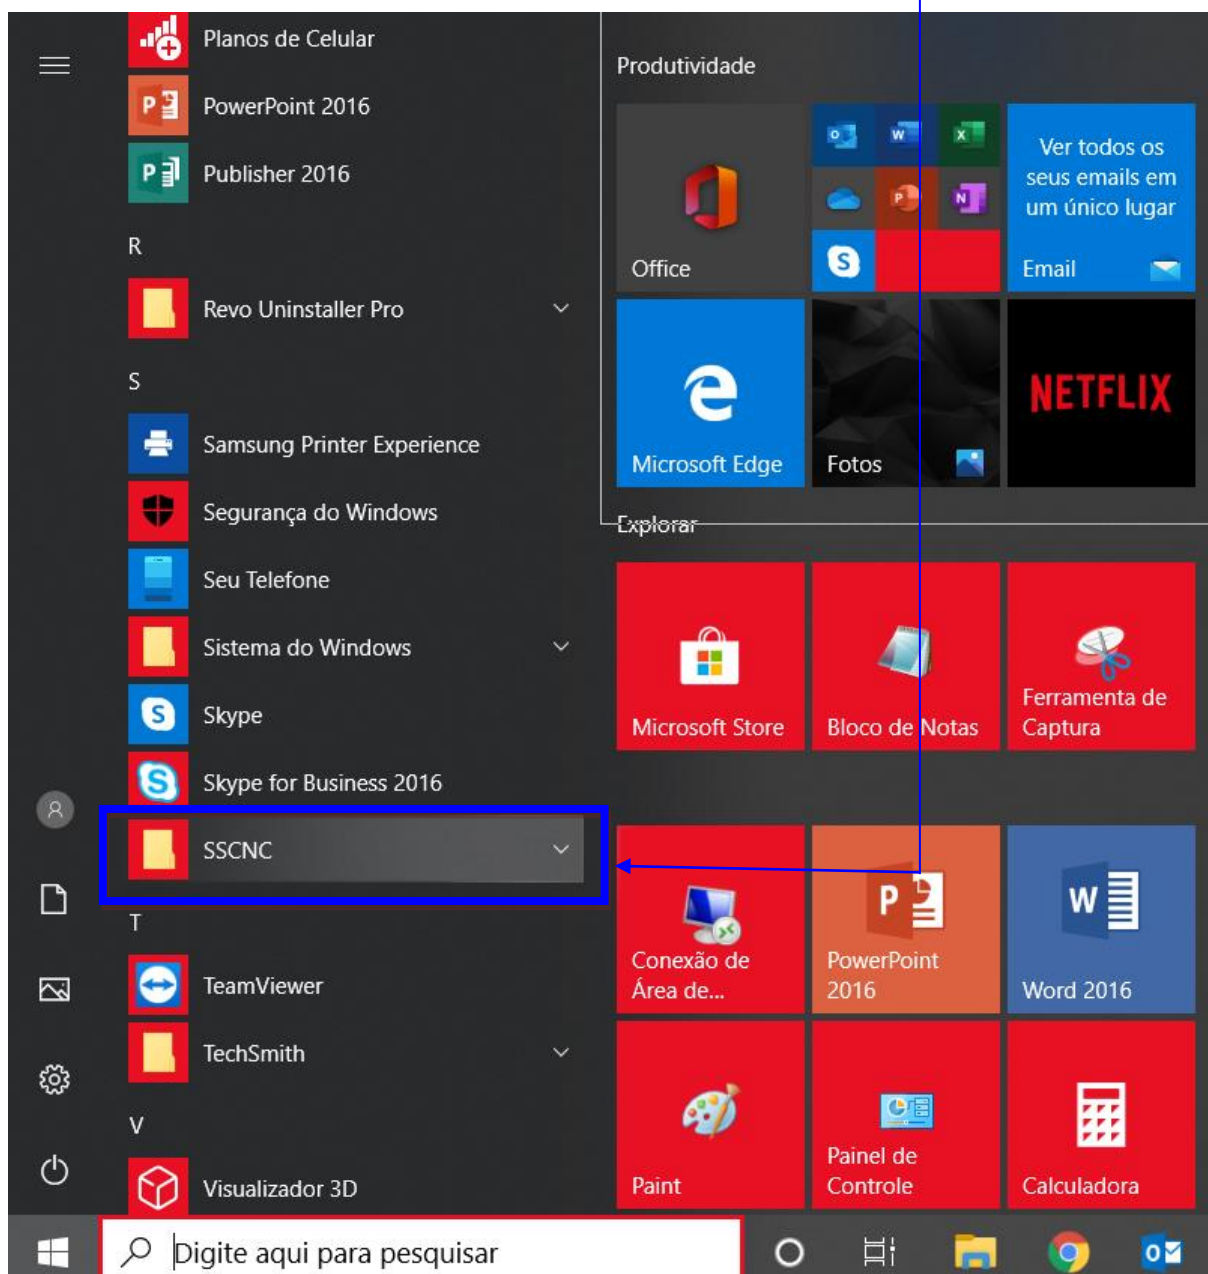 Planos de Celular
PowerPoint 2016
Publisher 2016
R
Revo Uninstaller Pro
S
Samsung Printer Experience
Segurança do Windows
Seu Telefone
Sistema do Windows
Skype
Skype for Business 2016
SSCNC
T
TeamViewer
TechSmith
V
Visualizador 3D
Digite aqui para pesquisar
Produtividade
Office
Ver todos os
seus emails em
um único lugar
Email
Microsoft Edge
Fotos
NETFLIX
Explorar
Microsoft Store
Bloco de Notas
Ferramenta de
Captura
Conexão de
Área de...
PowerPoint
2016
Word 2016
Paint
Painel de
Controle
Calculadora